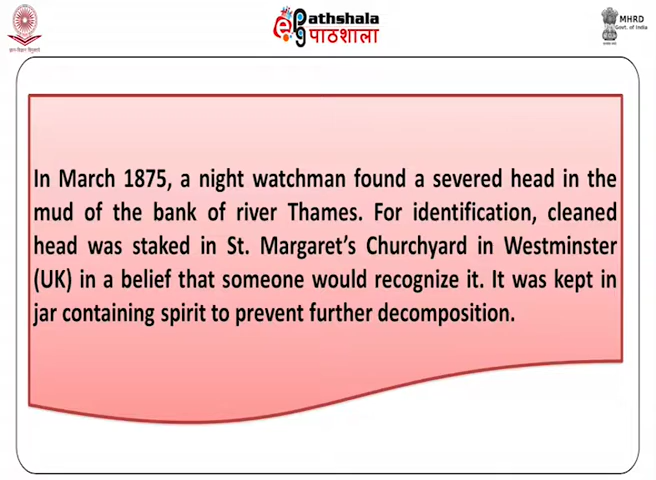 Pathshala
पाठशाला
MHRD
Govt. of India
In March 1875, a night watchman found a severed head in the
mud of the bank of river Thames. For identification, cleaned
head was staked in St. Margaret's Churchyard in Westminster
(UK) in a belief that someone would recognize it. It was kept in
jar containing spirit to prevent further decomposition.